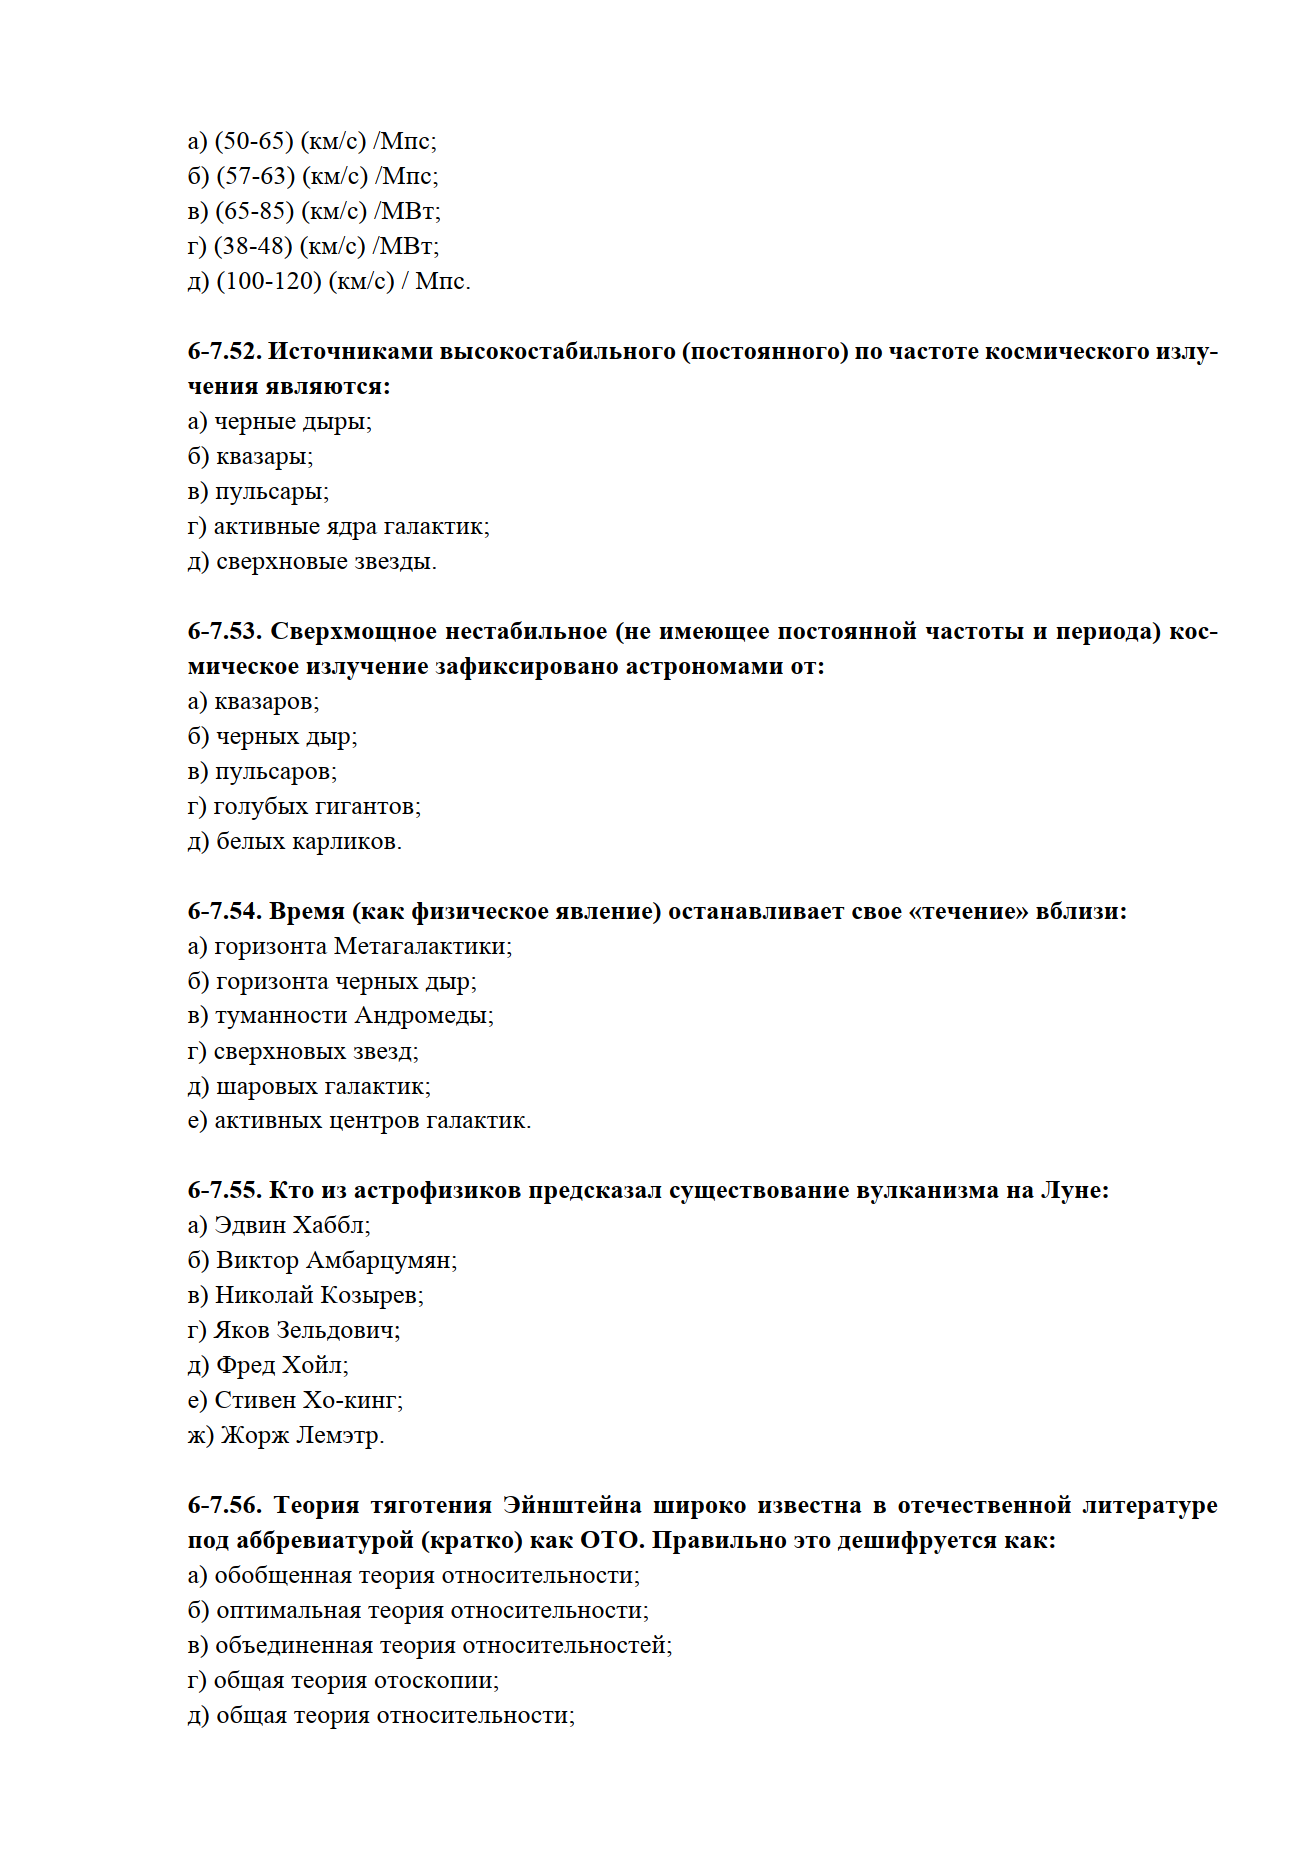 а) (50-65) (км/с) /Мпс;
б) (57-63) (км/с) /Мпс;
в) (65-85) (км/с) /МВт;
г) (38-48) (км/с) /МВт;
д) (100-120) (км/с) / Мпс.
6-7.52. Источниками высокостабильного (постоянного) по частоте космического излу-
чения являются:
а) черные дыры;
б) квазары;
в) пульсары;
г) активные ядра галактик;
д) сверхновые звезды.
6-7.53. Сверхмощное нестабильное (не имеющее постоянной частоты и периода) кос-
мическое излучение зафиксировано астрономами от:
а) квазаров;
б) черных дыр;
в) пульсаров;
г) голубых гигантов;
д) белых карликов.
6-7.54. Время (как физическое явление) останавливает свое «течение» вблизи:
а) горизонта Метагалактики;
б) горизонта черных дыр;
в) туманности Андромеды;
г) сверхновых звезд;
д) шаровых галактик;
е) активных центров галактик.
6-7.55. Кто из астрофизиков предсказал существование вулканизма на Луне:
а) Эдвин Хаббл;
б) Виктор Амбарцумян;
в) Николай Козырев;
г) Яков Зельдович;
д) Фред Хойл;
е) Стивен Хо-кинг;
ж) Жорж Лемэтр.
6-7.56. Теория тяготения Эйнштейна широко известна в отечественной литературе
под аббревиатурой (кратко) как ОТО. Правильно это дешифруется как:
а) обобщенная теория относительности;
б) оптимальная теория относительности;
в) объединенная теория относительностей;
г) общая теория отоскопии;
д) общая теория относительности;